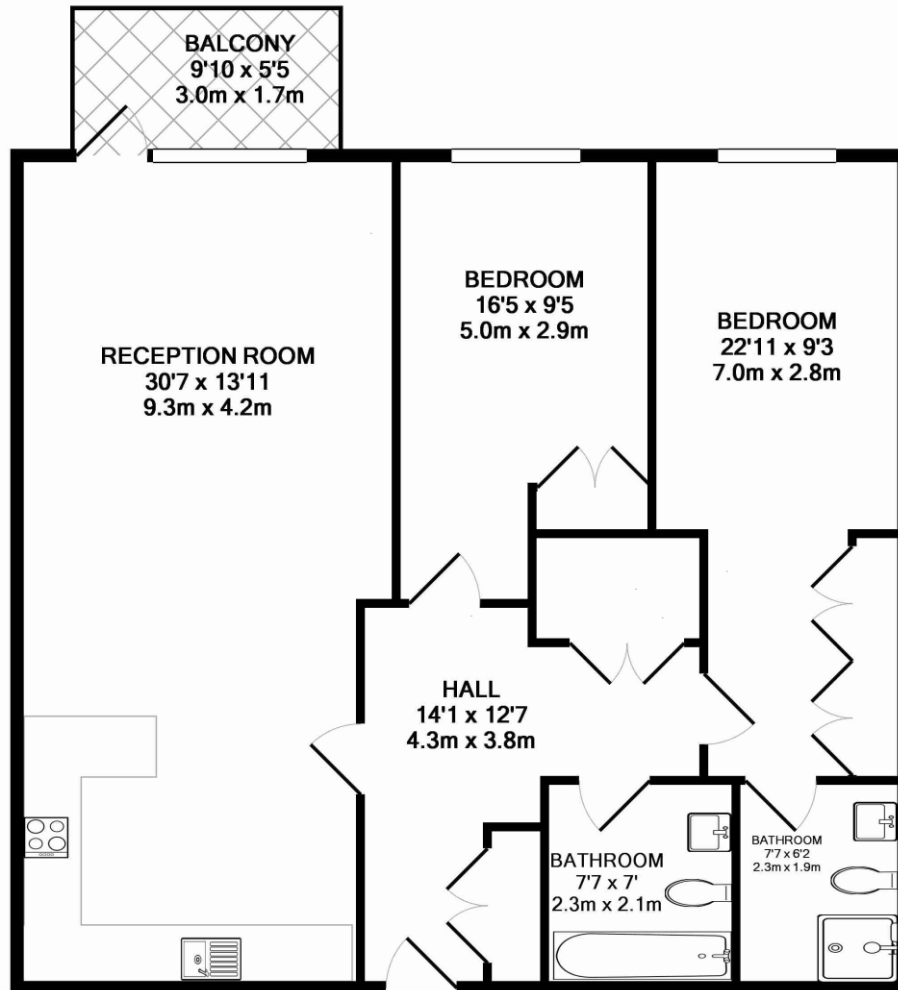 BALCONY
9'10 x 5'5
3.0m x 1.7m
RECEPTION ROOM
30'7 x 13'11
9.3m x 4.2m
BEDROOM
16'5 x 9'5
5.0m x 2.9m
BEDROOM
22'11 x 9'3
7.0m x 2.8m
HALL
14'1 x 12'7
4.3m x 3.8m
BATHROOM
7'7 x 7'
2.3m x 2.1m
BATHROOM
7'7 x 6'2
2.3m x 1.9m